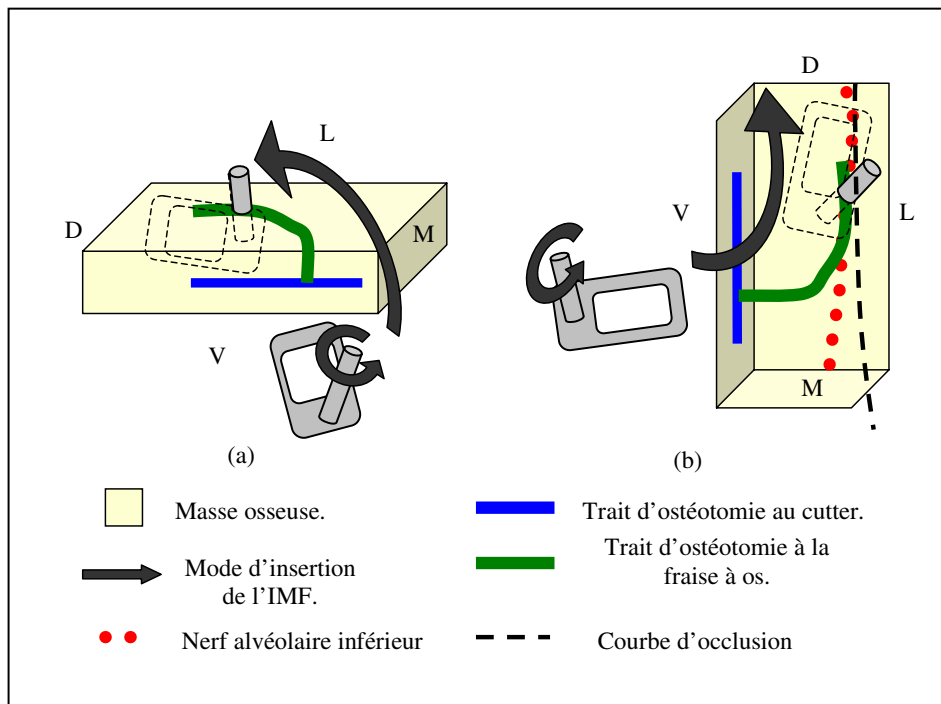 D
L
L
D
M
V
V
M
(a)
(b)
Masse osseuse.
Trait d'ostéotomie au cutter.
Mode d'insertion
de l'IMF.
Trait d'ostéotomie à la
fraise à os.
Nerf alvéolaire inférieur
Courbe d'occlusion